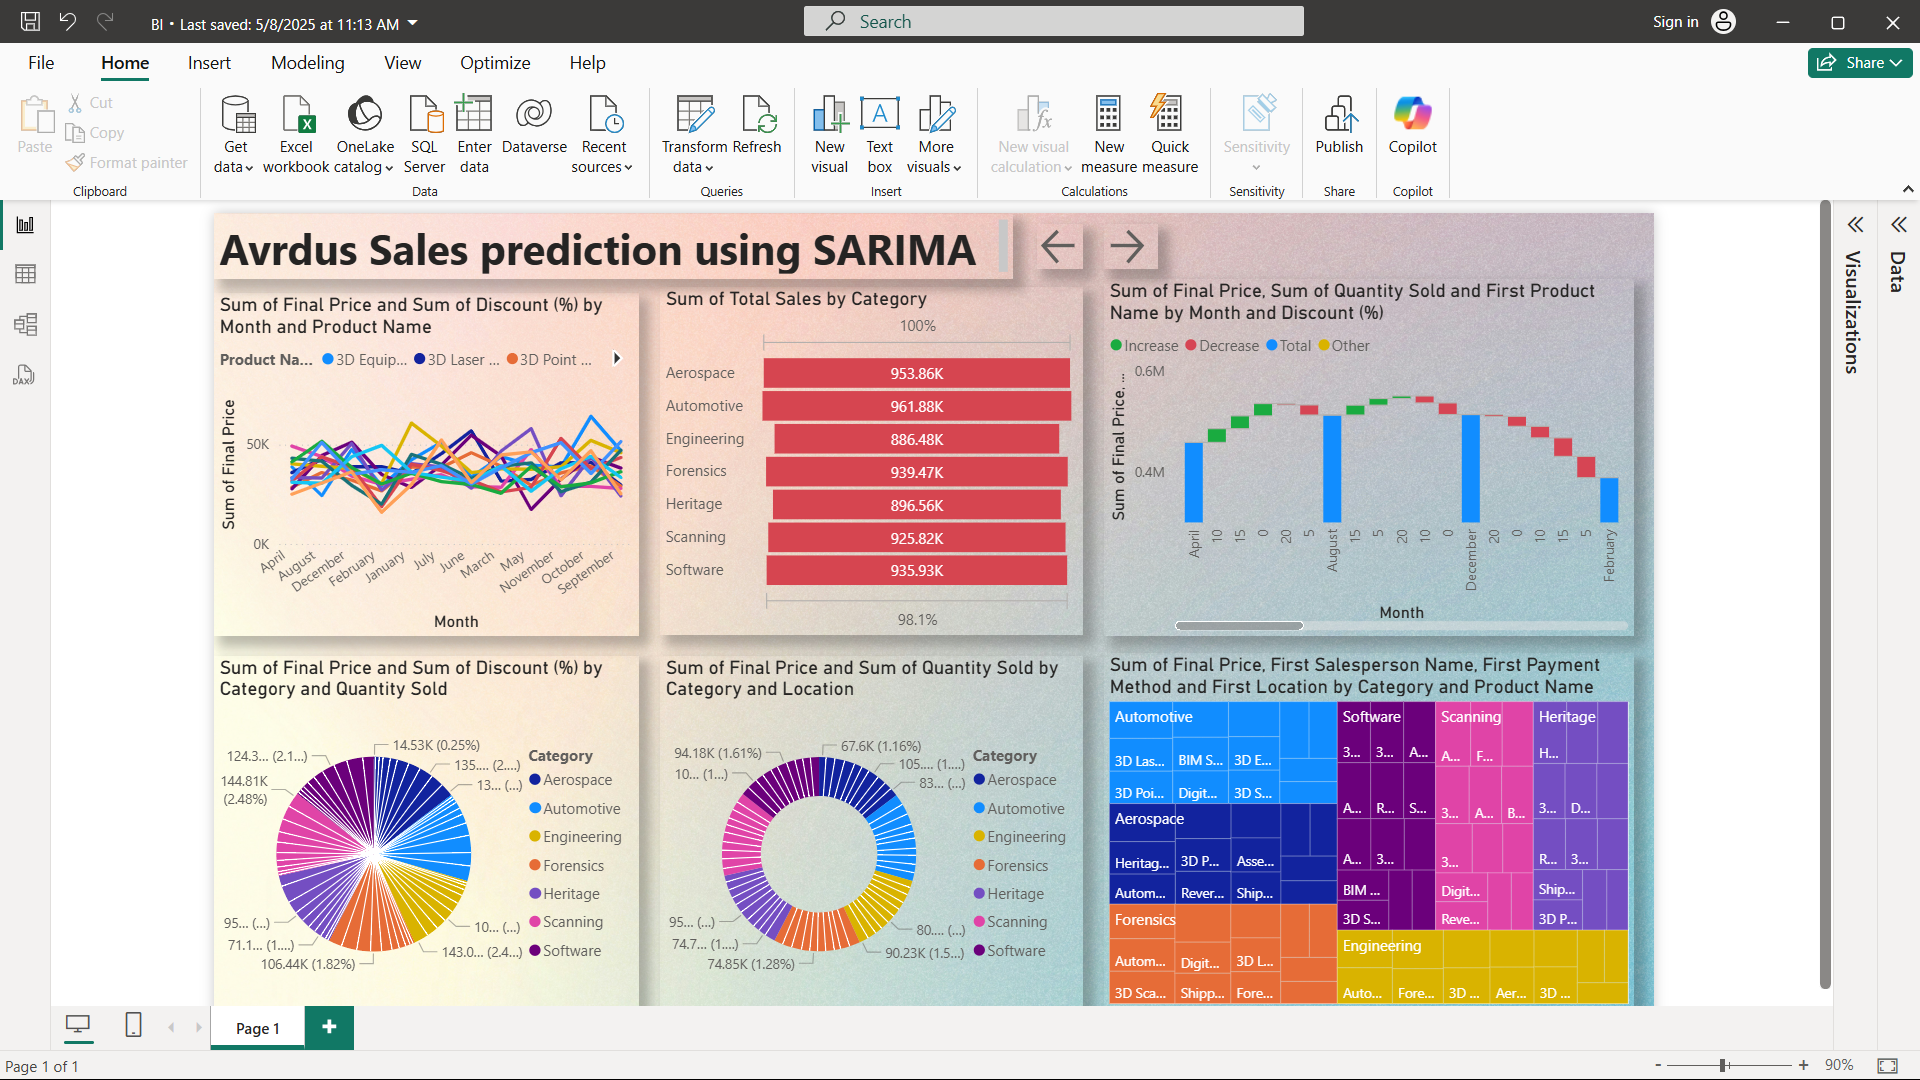 BI • Last saved: 5/8/2025 at 11:13 AM
Search
Sign in
File
Home
Insert
Modeling
View
Optimize
Help
Share
Paste
Cut
Copy
Format painter
Clipboard
Get data
Excel workbook
OneLake catalog
SQL Server
Enter data
Dataverse
Recent sources
Data
Transform data
Refresh
Queries
New visual
Text box
More visuals
Insert
New visual calculation
New measure
Quick measure
Calculations
Sensitivity
Sensitivity
Publish
Share
Copilot
Copilot
Avrdus Sales prediction using SARIMA
Sum of Final Price and Sum of Discount (%) by
Month and Product Name
Product Na...
3D Equip...
3D Laser ...
3D Point ...
Sum of Final Price
50K
0K
April
August
December
February
January
July
June
March
May
November
October
September
Month
Sum of Total Sales by Category
100%
Aerospace 953.86K
Automotive 961.88K
Engineering 886.48K
Forensics 939.47K
Heritage 896.56K
Scanning 925.82K
Software 935.93K
98.1%
Sum of Final Price, Sum of Quantity Sold and First Product
Name by Month and Discount (%)
Increase
Decrease
Total
Other
Sum of Final Price, ...
0.6M
0.4M
April
10
15
0
20
5
August
15
5
20
10
0
December
20
0
10
15
5
February
Month
Sum of Final Price and Sum of Discount (%) by
Category and Quantity Sold
14.53K (0.25%)
135.... (2....)
13... (...)
10... (...)
143.0... (2.4...)
106.44K (1.82%)
71.1... (1....)
95... (...)
144.81K
(2.48%)
124.3... (2.1...)
Category
Aerospace
Automotive
Engineering
Forensics
Heritage
Scanning
Software
Sum of Final Price and Sum of Quantity Sold by
Category and Location
67.6K (1.16%)
105.... (1....)
83... (...)
80... (...)
90.23K (1.5...)
74.85K (1.28%)
74.7... (1....)
95... (...)
10... (1...)
94.18K (1.61%)
Category
Aerospace
Automotive
Engineering
Forensics
Heritage
Scanning
Software
Sum of Final Price, First Salesperson Name, First Payment
Method and First Location by Category and Product Name
Automotive
3D Las...
BIM S...
3D E...
3D Poi...
Digit...
3D S...
Aerospace
Heritag...
3D P...
Asse...
Autom...
Rever...
Ship...
Forensics
Autom...
Digit...
3D L...
3D Sca...
Shipp...
Fore...
Software
3...
3...
A...
A...
R...
S...
A...
3...
BIM ...
3D S...
Scanning
A...
F...
3...
A...
B...
3...
Digit...
Reve...
Heritage
H...
3...
D...
R...
3...
Ship...
3D P...
Engineering
Auto...
Fore...
3D ...
Aer...
3D ...
Visualizations
Data
DAX
Page 1
Page 1 of 1
- + 90%